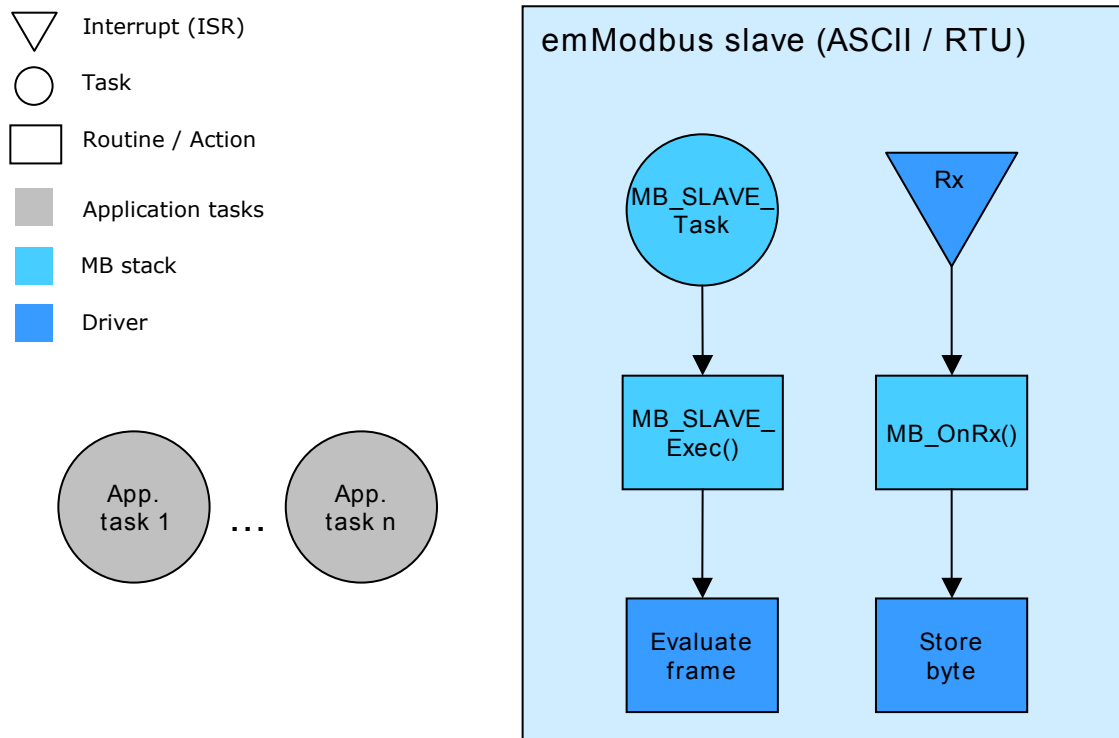 Interrupt (ISR)
Task
Routine / Action
Application tasks
MB stack
Driver
App.
task 1
...
App.
task n
emModbus slave (ASCII / RTU)
MB_SLAVE_
Task
Rx
MB_SLAVE_
Exec()
MB_OnRx()
Evaluate
frame
Store
byte